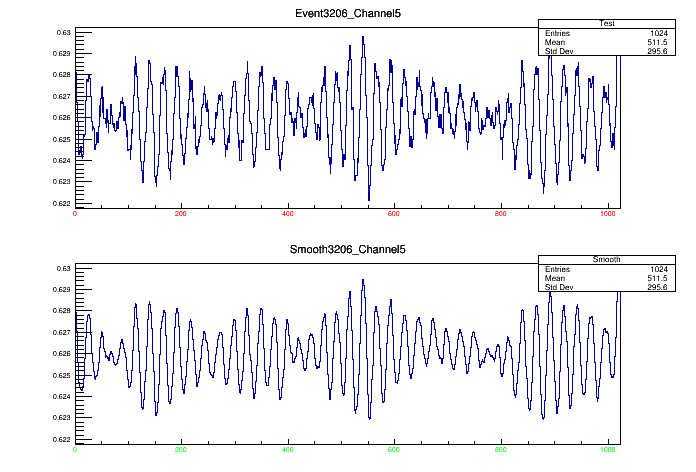 Event3206_Channel5
Test
Entries 1024
Mean 511.5
Std Dev 295.6
0.63
0.629
0.628
0.627
0.626
0.625
0.624
0.623
0.622
0 200 400 600 800 1000
Smooth3206_Channel5
Smooth
Entries 1024
Mean 511.5
Std Dev 295.6
0.63
0.629
0.628
0.627
0.626
0.625
0.624
0.623
0.622
0 200 400 600 800 1000